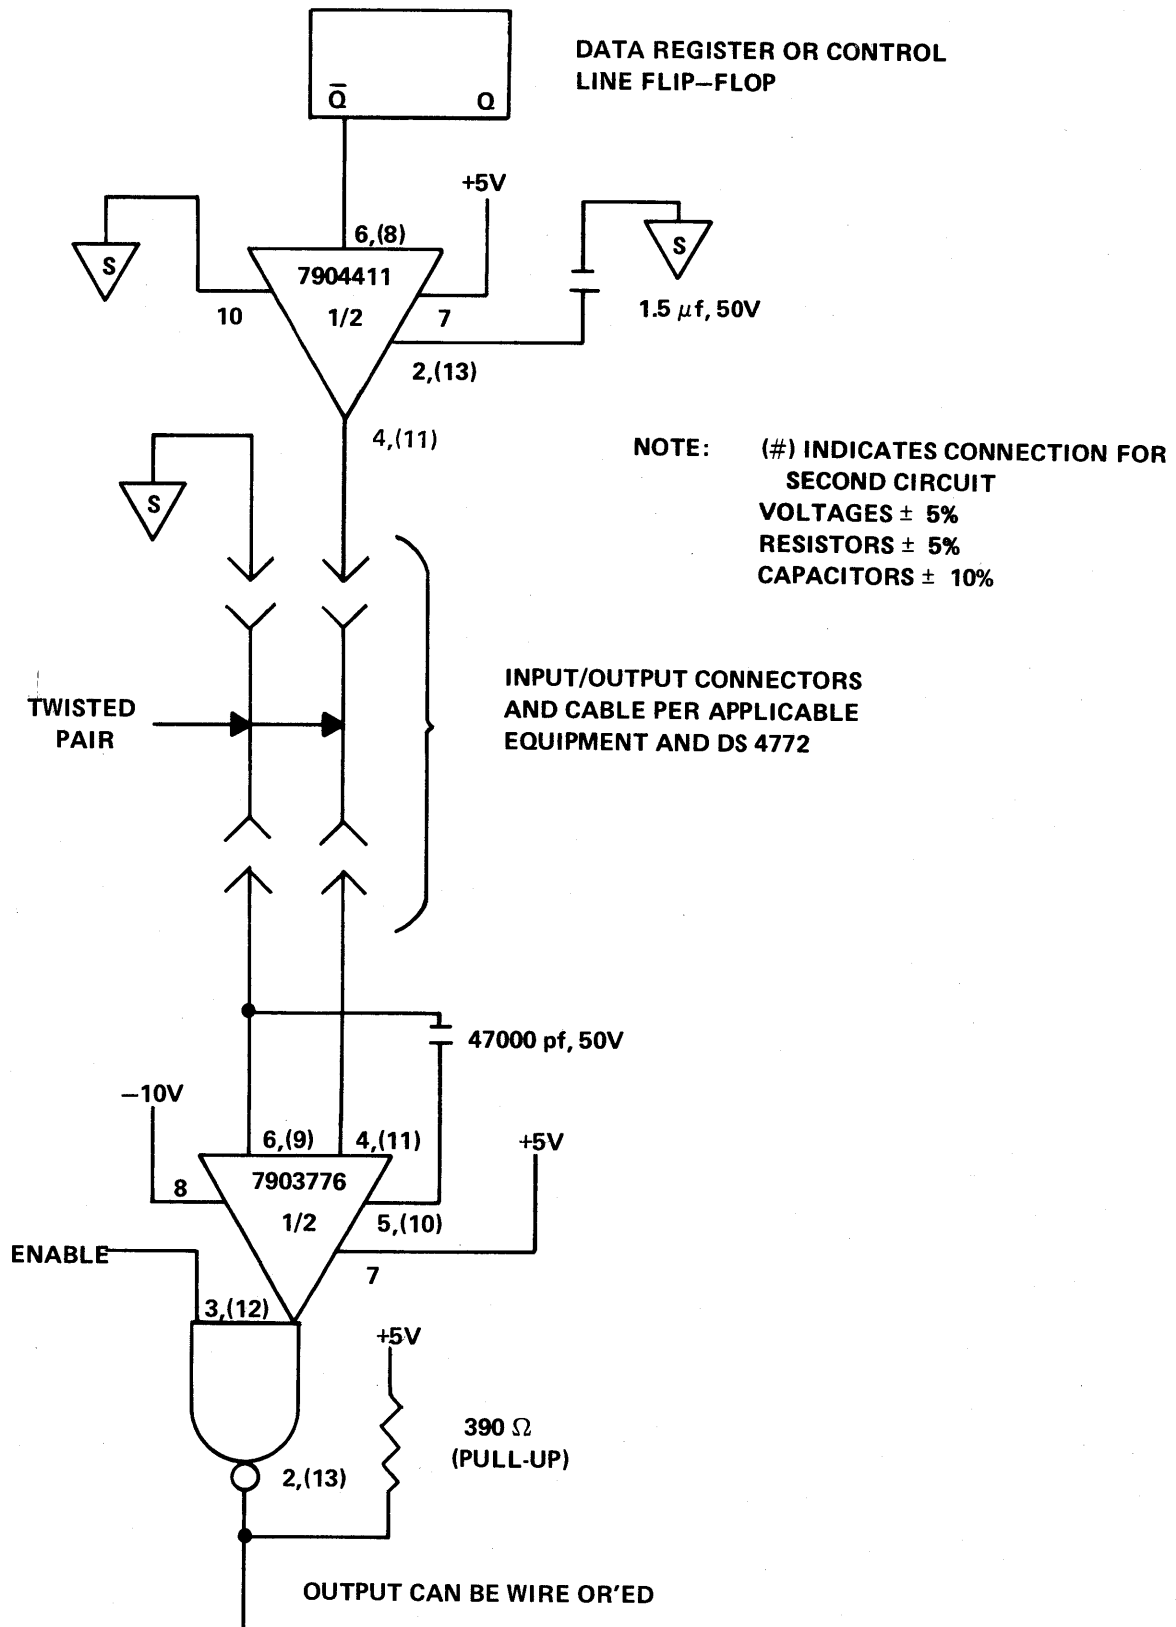 DATA REGISTER OR CONTROL
LINE FLIP–FLOP
Q̅ Q
+5V
6,(8)
S
S
7904411
1/2
10
7
1.5 μf, 50V
2,(13)
4,(11)
S
NOTE: (#) INDICATES CONNECTION FOR
SECOND CIRCUIT
VOLTAGES ± 5%
RESISTORS ± 5%
CAPACITORS ± 10%
TWISTED
PAIR
INPUT/OUTPUT CONNECTORS
AND CABLE PER APPLICABLE
EQUIPMENT AND DS 4772
47000 pf, 50V
–10V
6,(9)
4,(11)
+5V
8
7903776
1/2
5,(10)
ENABLE
7
3,(12)
+5V
390 Ω
(PULL-UP)
2,(13)
OUTPUT CAN BE WIRE OR'ED